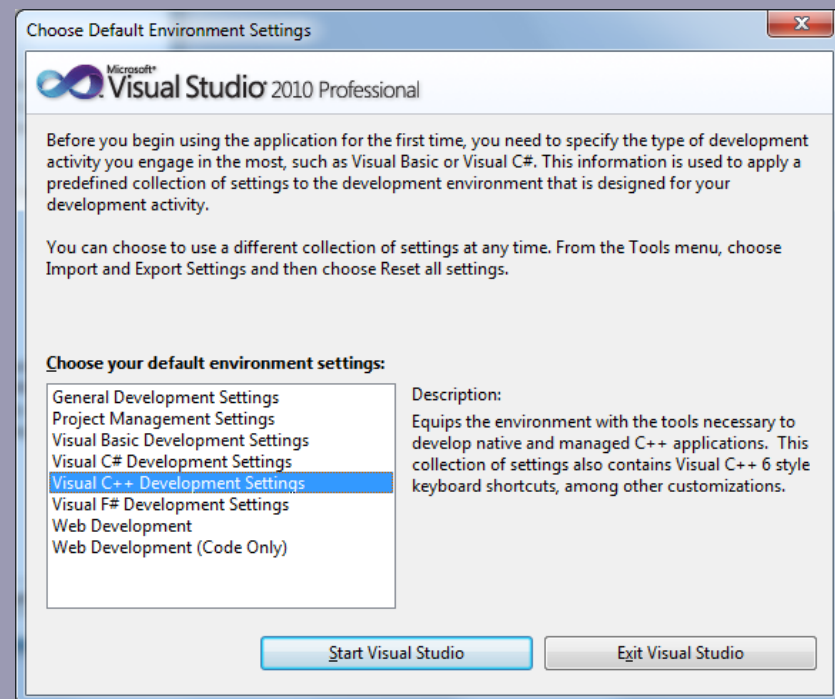 Choose Default Environment Settings
Microsoft®
Visual Studio® 2010 Professional
Before you begin using the application for the first time, you need to specify the type of development
activity you engage in the most, such as Visual Basic or Visual C#. This information is used to apply a
predefined collection of settings to the development environment that is designed for your
development activity.
You can choose to use a different collection of settings at any time. From the Tools menu, choose
Import and Export Settings and then choose Reset all settings.
Choose your default environment settings:
General Development Settings
Project Management Settings
Visual Basic Development Settings
Visual C# Development Settings
Visual C++ Development Settings
Visual F# Development Settings
Web Development
Web Development (Code Only)
Description:
Equips the environment with the tools necessary to
develop native and managed C++ applications. This
collection of settings also contains Visual C++ 6 style
keyboard shortcuts, among other customizations.
Start Visual Studio
Exit Visual Studio